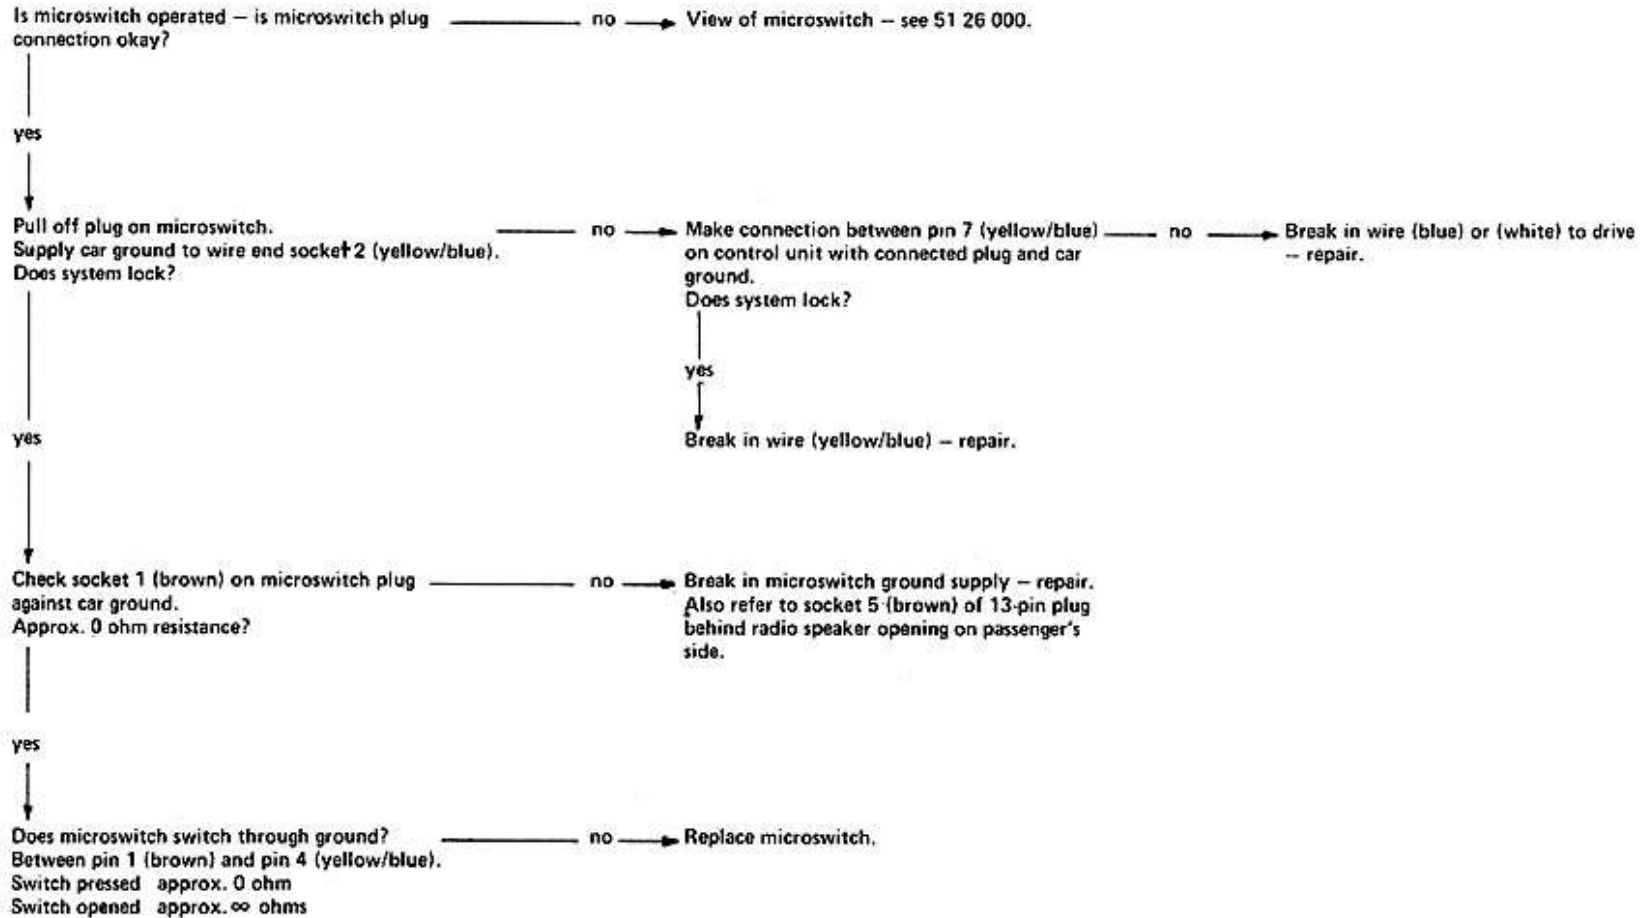 Is microswitch operated – is microswitch plug
connection okay?
no
View of microswitch – see 51 26 000.
yes
Pull off plug on microswitch.
Supply car ground to wire end socket 2 (yellow/blue).
Does system lock?
no
Make connection between pin 7 (yellow/blue)
on control unit with connected plug and car
ground.
Does system lock?
no
Break in wire (blue) or (white) to drive
– repair.
yes
Break in wire (yellow/blue) – repair.
yes
Check socket 1 (brown) on microswitch plug
against car ground.
Approx. 0 ohm resistance?
no
Break in microswitch ground supply – repair.
Also refer to socket 5 (brown) of 13-pin plug
behind radio speaker opening on passenger's
side.
yes
Does microswitch switch through ground?
Between pin 1 (brown) and pin 4 (yellow/blue).
Switch pressed approx. 0 ohm
Switch opened approx. ∞ ohms
no
Replace microswitch.